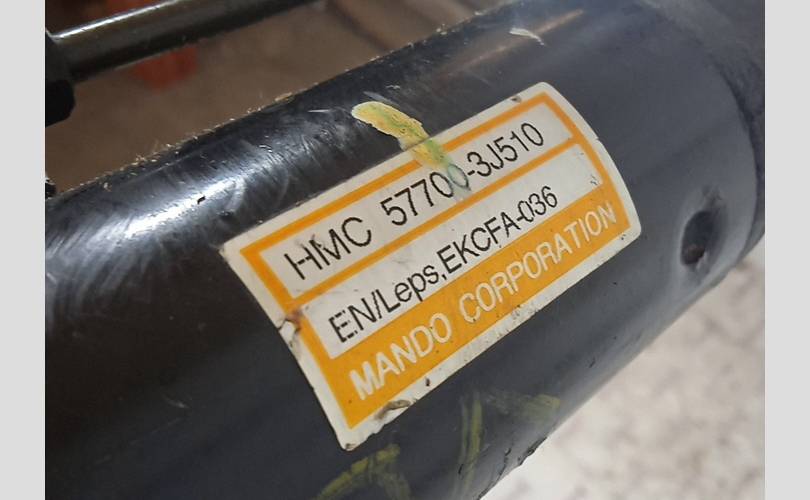 HMC 57700-3J510
EN/Leps,EKCFA-036
MANDO CORPORATION